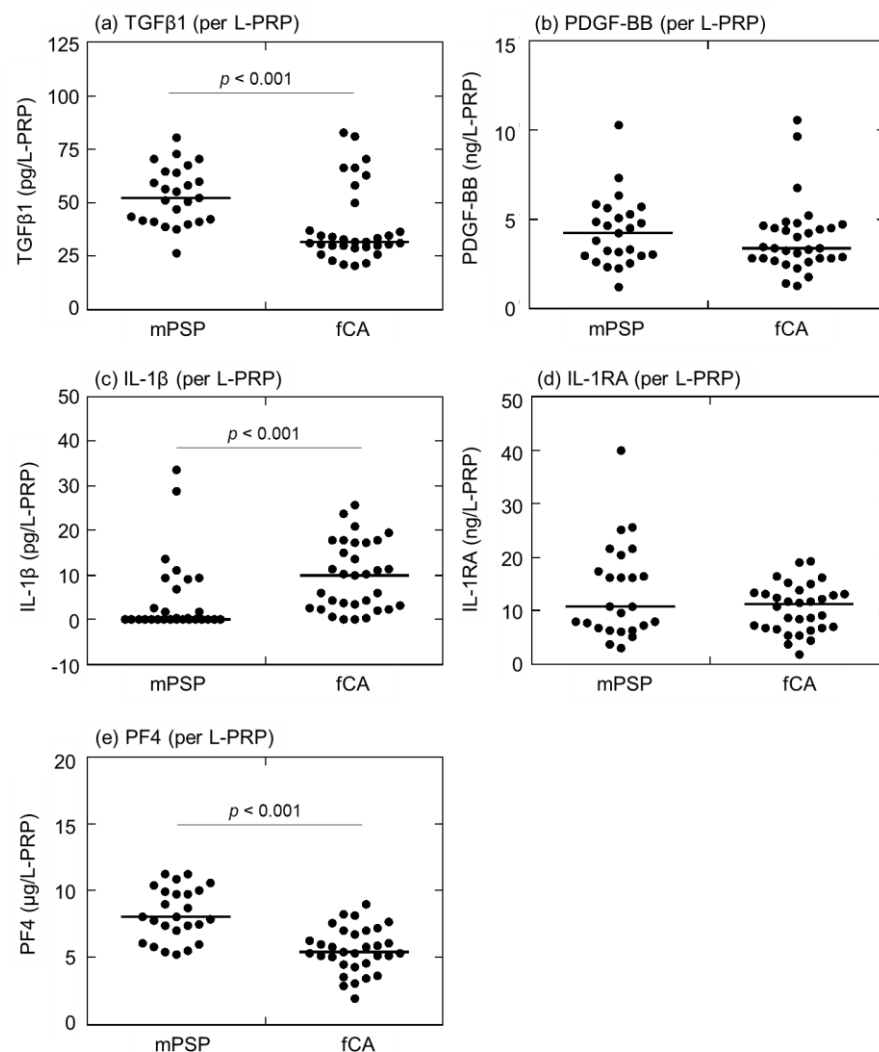 (a) TGFβ1 (per L-PRP)
TGFβ1 (pg/L-PRP)
125
100
75
50
25
0
p < 0.001
mPSP fCA
(b) PDGF-BB (per L-PRP)
PDGF-BB (ng/L-PRP)
15
10
5
0
mPSP fCA
(c) IL-1β (per L-PRP)
IL-1β (pg/L-PRP)
50
40
30
20
10
0
-10
p < 0.001
mPSP fCA
(d) IL-1RA (per L-PRP)
IL-1RA (ng/L-PRP)
50
40
30
20
10
0
mPSP fCA
(e) PF4 (per L-PRP)
PF4 (μg/L-PRP)
20
15
10
5
0
p < 0.001
mPSP fCA